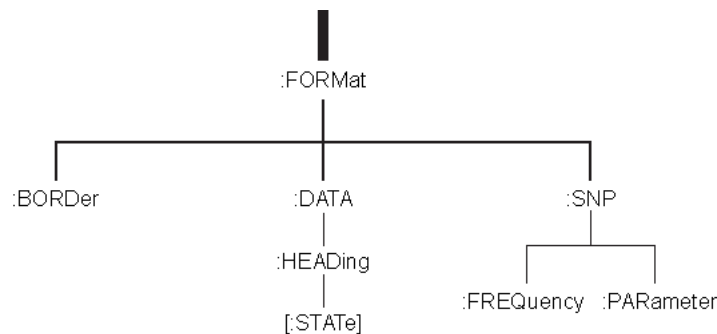 :FORMat
:BORDer :DATA :SNP
:HEADing
:FREQuency :PARameter
[:STATe]